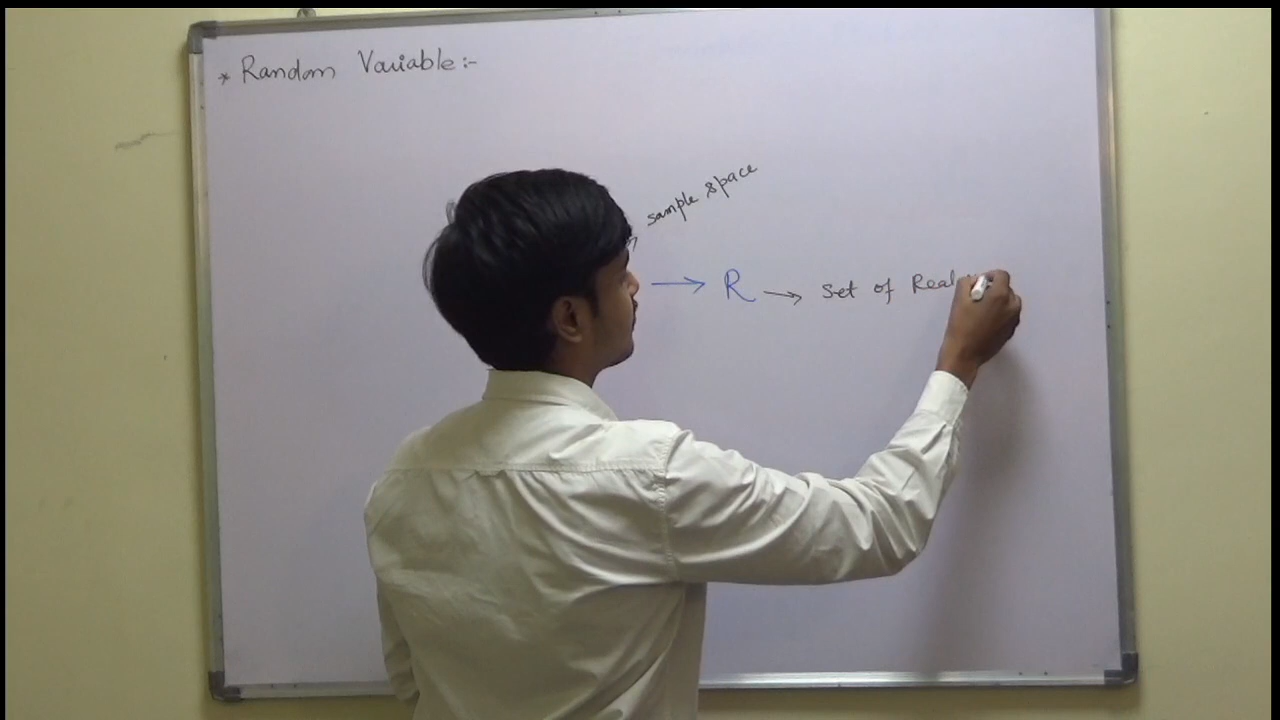 * Random Variable:-
sample space
→ R → Set of Real